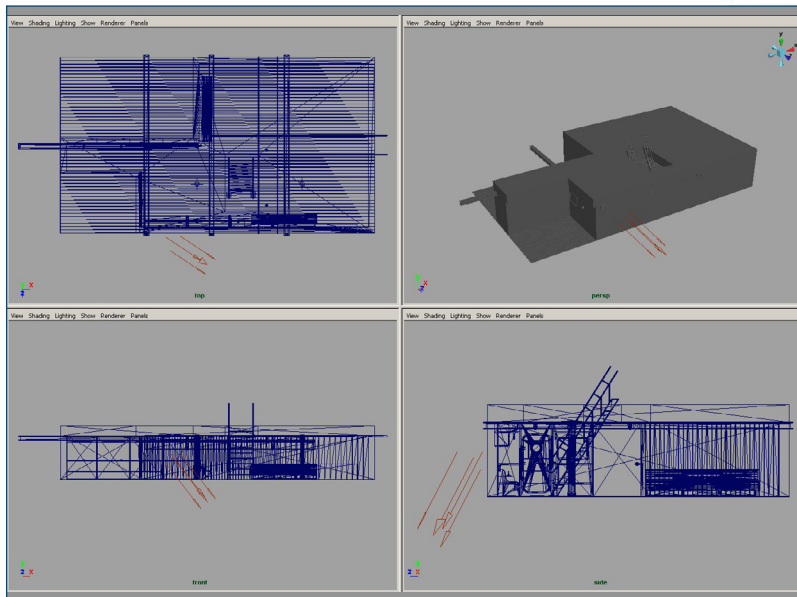 View Shading Lighting Show Renderer Panels
View Shading Lighting Show Renderer Panels
y
x
z
y
x
z
top
y
z
persp
View Shading Lighting Show Renderer Panels
View Shading Lighting Show Renderer Panels
y
z x
front
y
z x
side